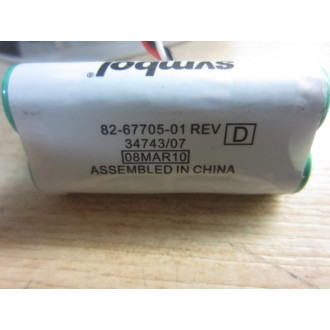 symbol
82-67705-01 REV D
34743/07
08MAR10
ASSEMBLED IN CHINA